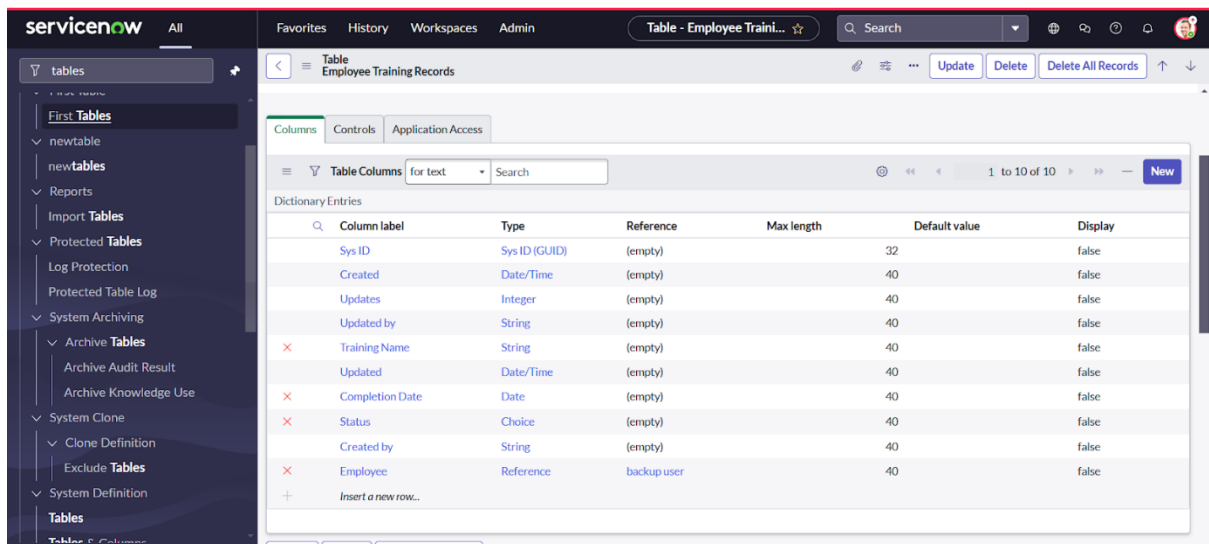 servicenow All Favorites History Workspaces Admin Table - Employee Traini... Search
tables
Table
Employee Training Records
Update Delete Delete All Records
First Tables
newtable
newtables
Reports
Import Tables
Protected Tables
Log Protection
Protected Table Log
System Archiving
Archive Tables
Archive Audit Result
Archive Knowledge Use
System Clone
Clone Definition
Exclude Tables
System Definition
Tables
Tables & Columns
Columns Controls Application Access
Table Columns for text Search 1 to 10 of 10 New
Dictionary Entries
Column label Type Reference Max length Default value Display
Sys ID Sys ID (GUID) (empty) 32 false
Created Date/Time (empty) 40 false
Updates Integer (empty) 40 false
Updated by String (empty) 40 false
Training Name String (empty) 40 false
Updated Date/Time (empty) 40 false
Completion Date Date (empty) 40 false
Status Choice (empty) 40 false
Created by String (empty) 40 false
Employee Reference backup user 40 false
Insert a new row...